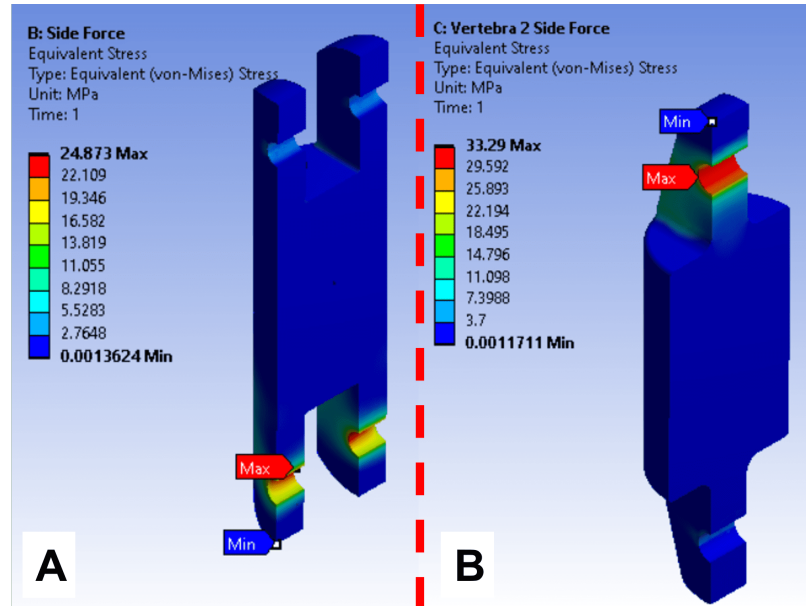 B: Side Force
Equivalent Stress
Type: Equivalent (von-Mises) Stress
Unit: MPa
Time: 1
24.873 Max
22.109
19.346
16.582
13.819
11.055
8.2918
5.5283
2.7648
0.0013624 Min
Max
Min
A
C: Vertebra 2 Side Force
Equivalent Stress
Type: Equivalent (von-Mises) Stress
Unit: MPa
Time: 1
33.29 Max
29.592
25.893
22.194
18.495
14.796
11.098
7.3988
3.7
0.0011711 Min
Min
Max
B